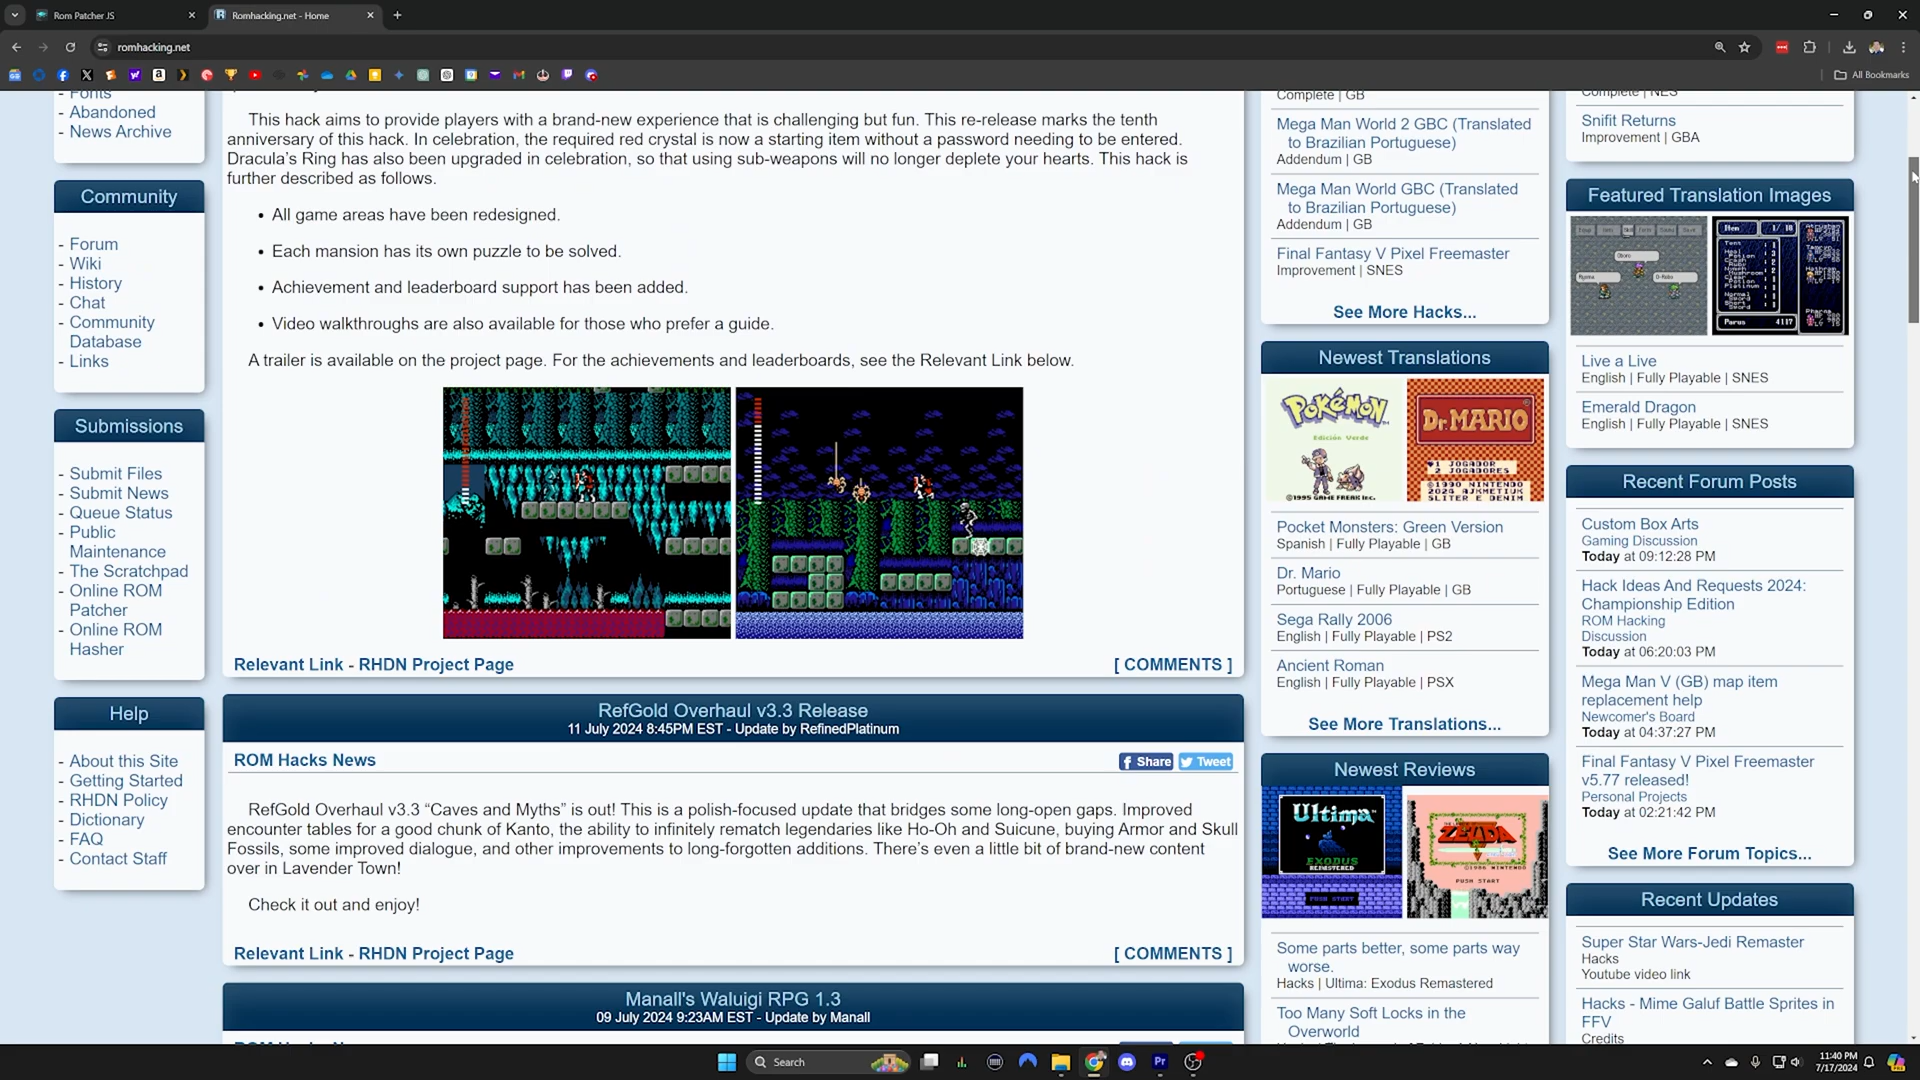 Rom Patcher JS
Romhacking.net - Home
romhacking.net
All Bookmarks
- Fonts
- Abandoned
- News Archive
Community
- Forum
- Wiki
- History
- Chat
- Community
Database
- Links
Submissions
- Submit Files
- Submit News
- Queue Status
- Public
Maintenance
- The Scratchpad
- Online ROM
Patcher
- Online ROM
Hasher
Help
- About this Site
- Getting Started
- RHDN Policy
- Dictionary
- FAQ
- Contact Staff
This hack aims to provide players with a brand-new experience that is challenging but fun. This re-release marks the tenth
anniversary of this hack. In celebration, the required red crystal is now a starting item without a password needing to be entered.
Dracula's Ring has also been upgraded in celebration, so that using sub-weapons will no longer deplete your hearts. This hack is
further described as follows.
• All game areas have been redesigned.
• Each mansion has its own puzzle to be solved.
• Achievement and leaderboard support has been added.
• Video walkthroughs are also available for those who prefer a guide.
A trailer is available on the project page. For the achievements and leaderboards, see the Relevant Link below.
Relevant Link - RHDN Project Page
[ COMMENTS ]
RefGold Overhaul v3.3 Release
11 July 2024 8:45PM EST - Update by RefinedPlatinum
ROM Hacks News
Share
Tweet
RefGold Overhaul v3.3 “Caves and Myths” is out! This is a polish-focused update that bridges some long-open gaps. Improved
encounter tables for a good chunk of Kanto, the ability to infinitely rematch legendaries like Ho-Oh and Suicune, buying Armor and Skull
Fossils, some improved dialogue, and other improvements to long-forgotten additions. There’s even a little bit of brand-new content
over in Lavender Town!
Check it out and enjoy!
Relevant Link - RHDN Project Page
[ COMMENTS ]
Manall's Waluigi RPG 1.3
09 July 2024 9:23AM EST - Update by Manall
Complete | GB
Mega Man World 2 GBC (Translated
to Brazilian Portuguese)
Addendum | GB
Mega Man World GBC (Translated
to Brazilian Portuguese)
Addendum | GB
Final Fantasy V Pixel Freemaster
Improvement | SNES
See More Hacks...
Newest Translations
POKéMON
Edición Verde
©1995 GAME FREAK inc.
DR. MARIO
1 JOGADOR
2 JOGADORES
©1990 NINTENDO
Pocket Monsters: Green Version
Spanish | Fully Playable | GB
Dr. Mario
Portuguese | Fully Playable | GB
Sega Rally 2006
English | Fully Playable | PS2
Ancient Roman
English | Fully Playable | PSX
See More Translations...
Newest Reviews
Ultima
EXODUS
REMASTERED
PUSH START
ZELDA
©1986 NINTENDO
PUSH START
Some parts better, some parts way
worse.
Hacks | Ultima: Exodus Remastered
Too Many Soft Locks in the
Overworld
Complete | NES
Snifit Returns
Improvement | GBA
Featured Translation Images
Item
1/ 18
4117
Live a Live
English | Fully Playable | SNES
Emerald Dragon
English | Fully Playable | SNES
Recent Forum Posts
Custom Box Arts
Gaming Discussion
Today at 09:12:28 PM
Hack Ideas And Requests 2024:
Championship Edition
ROM Hacking
Discussion
Today at 06:20:03 PM
Mega Man V (GB) map item
replacement help
Newcomer's Board
Today at 04:37:27 PM
Final Fantasy V Pixel Freemaster
v5.77 released!
Personal Projects
Today at 02:21:42 PM
See More Forum Topics...
Recent Updates
Super Star Wars-Jedi Remaster
Hacks
Youtube video link
Hacks - Mime Galuf Battle Sprites in
FFV
Credits
Search
11:40 PM
7/17/2024